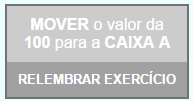 MOVER o valor da
100 para a CAIXA A
RELEMBRAR EXERCÍCIO